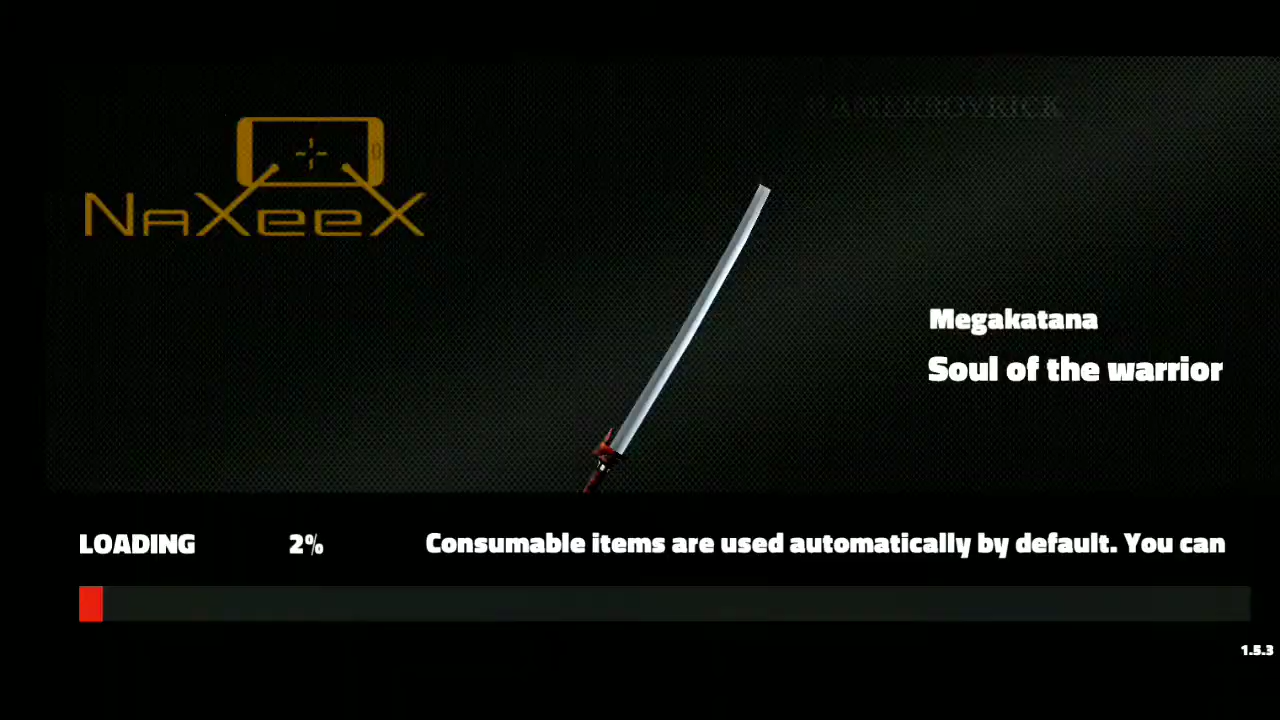 GAMERBOYRICK
NaXeeX
Megakatana
Soul of the warrior
LOADING 2% Consumable items are used automatically by default. You can
1.5.3